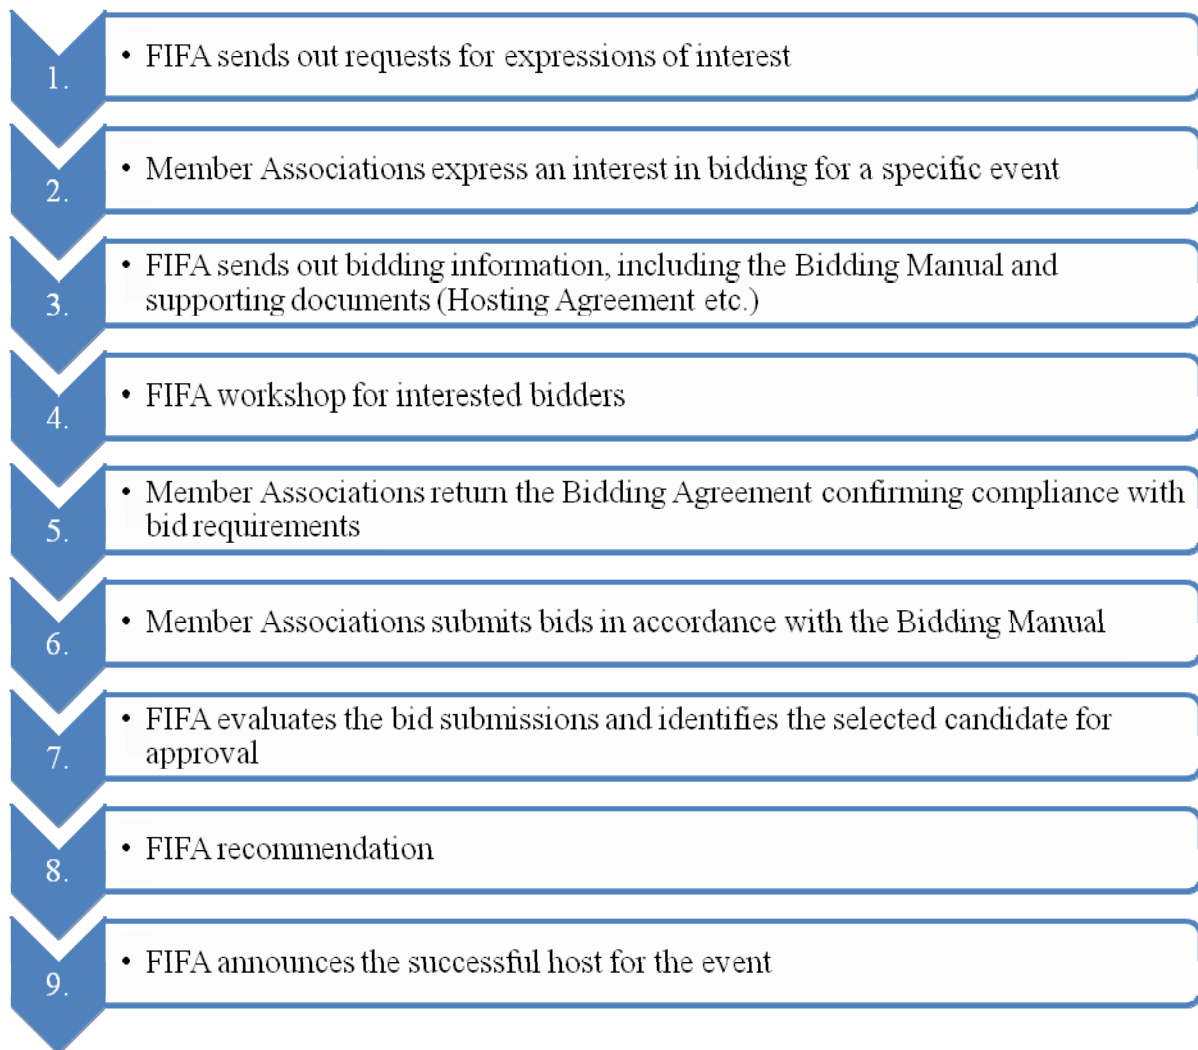 1.
• FIFA sends out requests for expressions of interest
2.
• Member Associations express an interest in bidding for a specific event
3.
• FIFA sends out bidding information, including the Bidding Manual and
supporting documents (Hosting Agreement etc.)
4.
• FIFA workshop for interested bidders
5.
• Member Associations return the Bidding Agreement confirming compliance with
bid requirements
6.
• Member Associations submits bids in accordance with the Bidding Manual
7.
• FIFA evaluates the bid submissions and identifies the selected candidate for
approval
8.
• FIFA recommendation
9.
• FIFA announces the successful host for the event